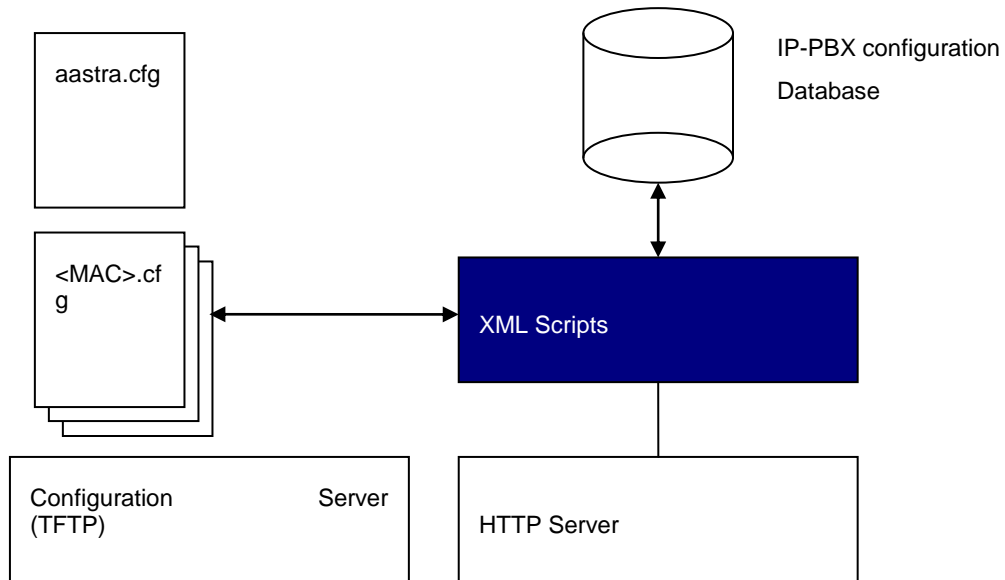 aastra.cfg
IP-PBX configuration
Database
<MAC>.cf
g
XML Scripts
Configuration Server
(TFTP)
HTTP Server